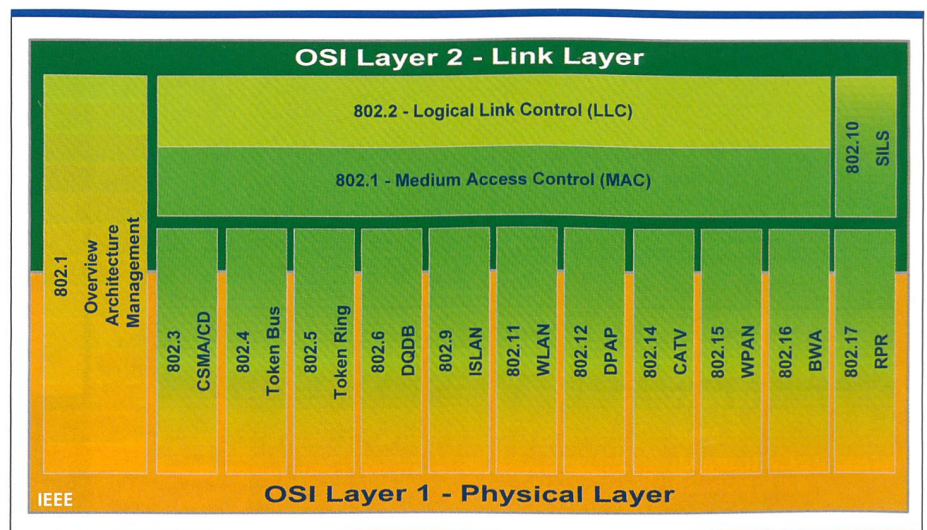 OSI Layer 2 - Link Layer
802.1
Overview
Architecture
Management
802.2 - Logical Link Control (LLC)
802.1 - Medium Access Control (MAC)
802.10
SILS
802.3
CSMA/CD
802.4
Token Bus
802.5
Token Ring
802.6
DQDB
802.9
ISLAN
802.11
WLAN
802.12
DPAP
802.14
CATV
802.15
WPAN
802.16
BWA
802.17
RPR
IEEE
OSI Layer 1 - Physical Layer